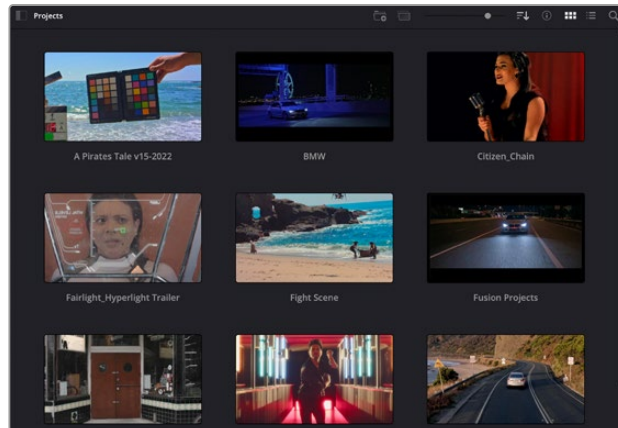 Projects
A Pirates Tale v15-2022
BMW
Citizen_Chain
Fairlight_Hyperlight Trailer
Fight Scene
Fusion Projects